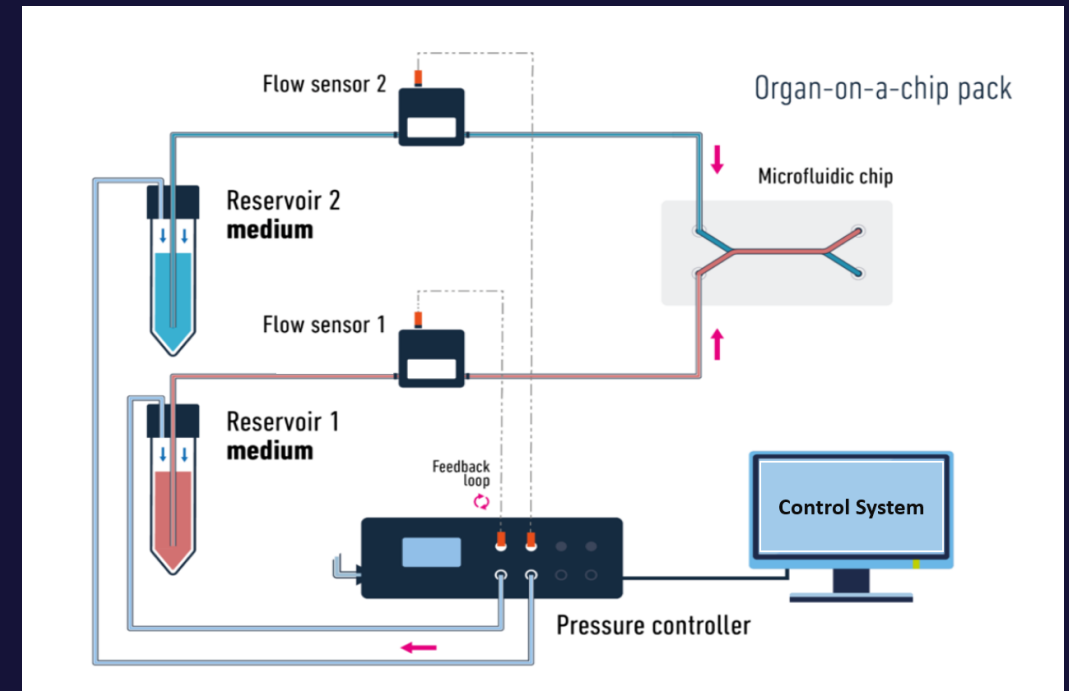 Flow sensor 2
Organ-on-a-chip pack
Microfluidic chip
Reservoir 2
medium
Flow sensor 1
Reservoir 1
medium
Feedback
loop
Control System
Pressure controller